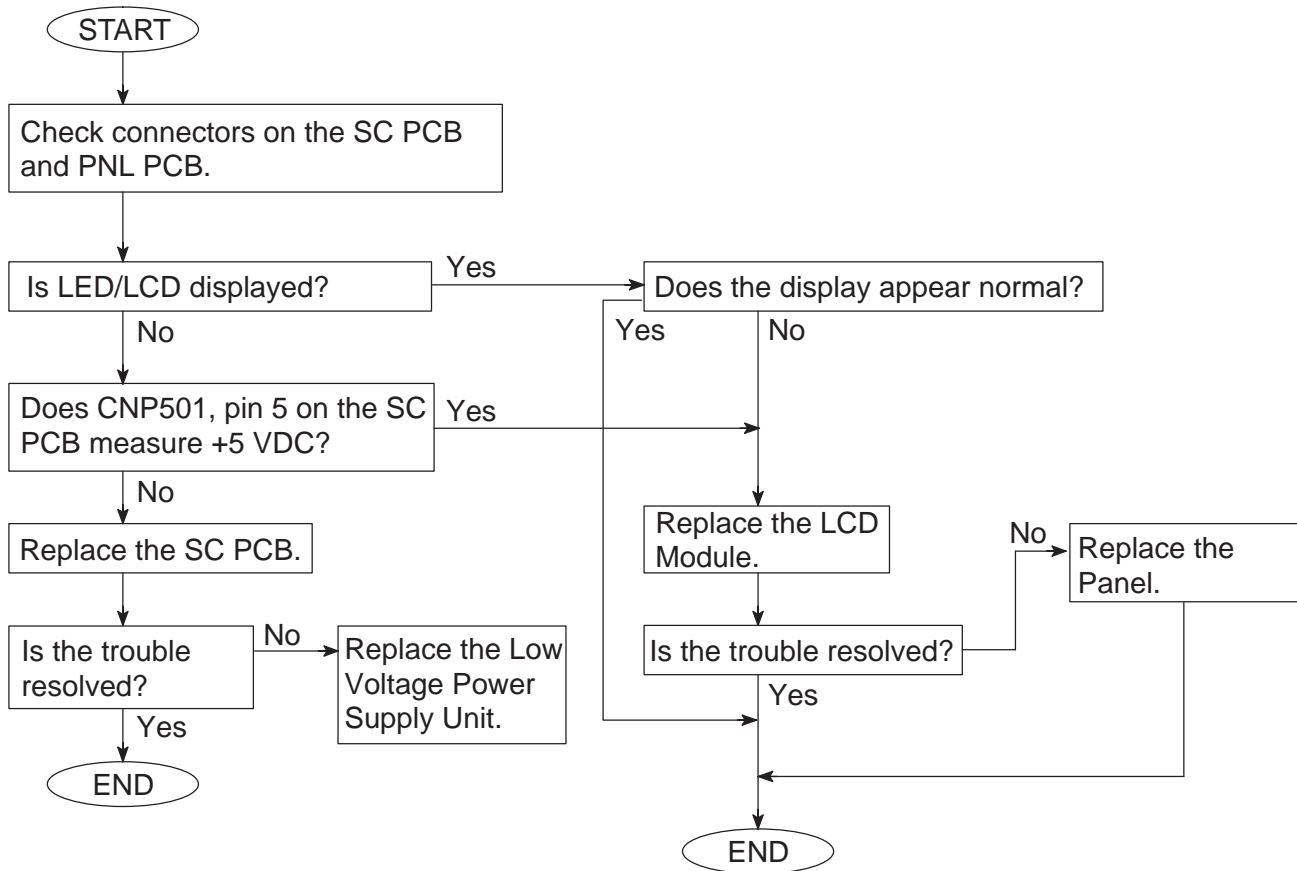 START
Check connectors on the SC PCB
and PNL PCB.
Is LED/LCD displayed?
Yes
Does the display appear normal?
No
Yes
No
Does CNP501, pin 5 on the SC
PCB measure +5 VDC?
Yes
No
Replace the SC PCB.
Replace the LCD
Module.
No
Replace the
Panel.
Is the trouble
resolved?
No
Replace the Low
Voltage Power
Supply Unit.
Is the trouble resolved?
Yes
Yes
END
END